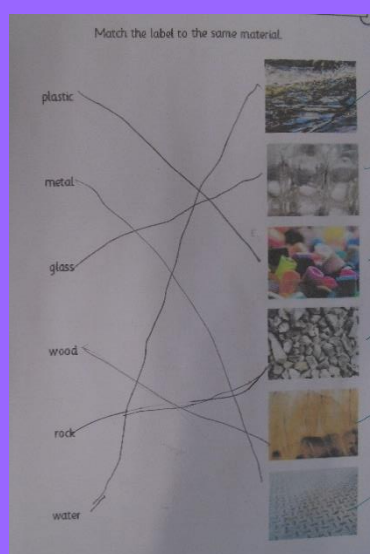 Match the label to the same material.
plastic
metal
glass
wood
rock
water